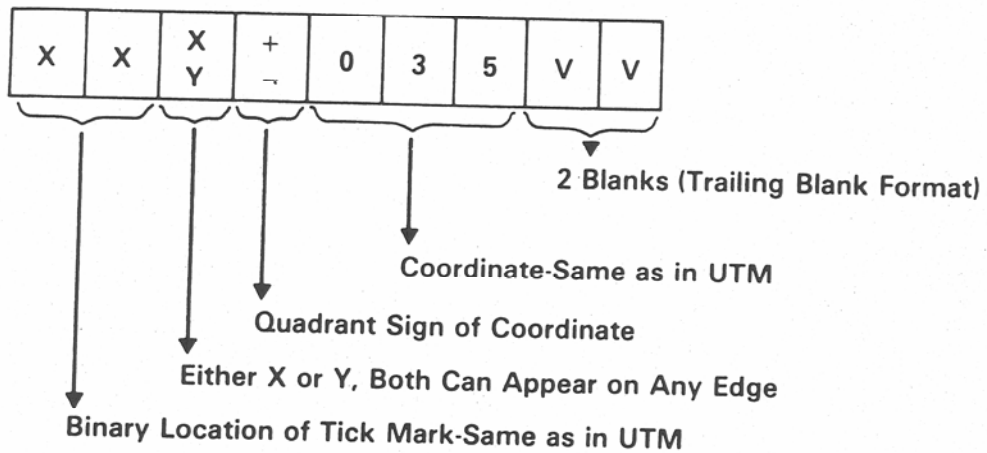 X X X + 0 3 5 V V
Y -
2 Blanks (Trailing Blank Format)
Coordinate-Same as in UTM
Quadrant Sign of Coordinate
Either X or Y, Both Can Appear on Any Edge
Binary Location of Tick Mark-Same as in UTM